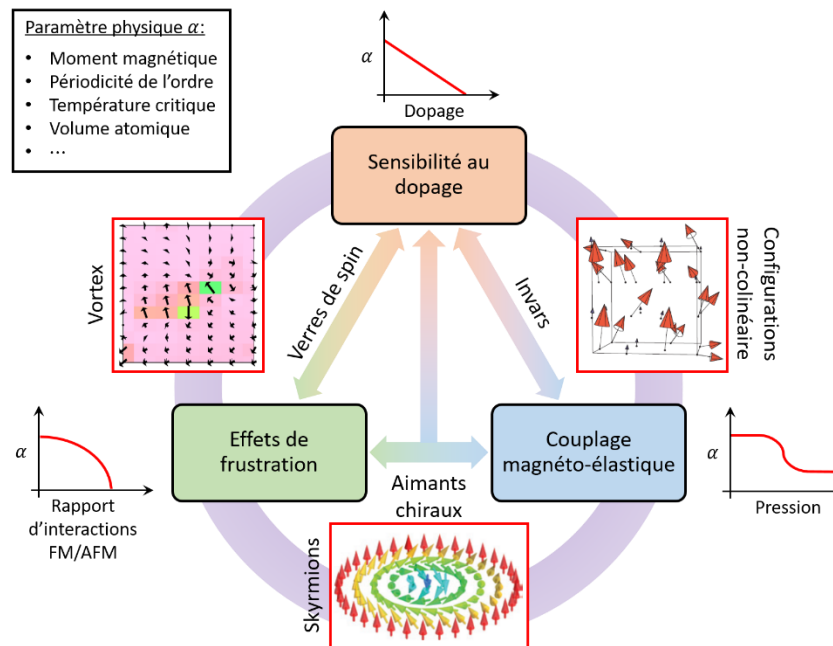 Paramètre physique α:
• Moment magnétique
• Périodicité de l'ordre
• Température critique
• Volume atomique
• ...
α
Dopage
Sensibilité au
dopage
Vortex
Verres de spin
Invars
Configurations
non-colinéaire
α
Rapport
d'interactions
FM/AFM
Effets de
frustration
Aimants
chiraux
Couplage
magnéto-élastique
α
Pression
Skyrmions